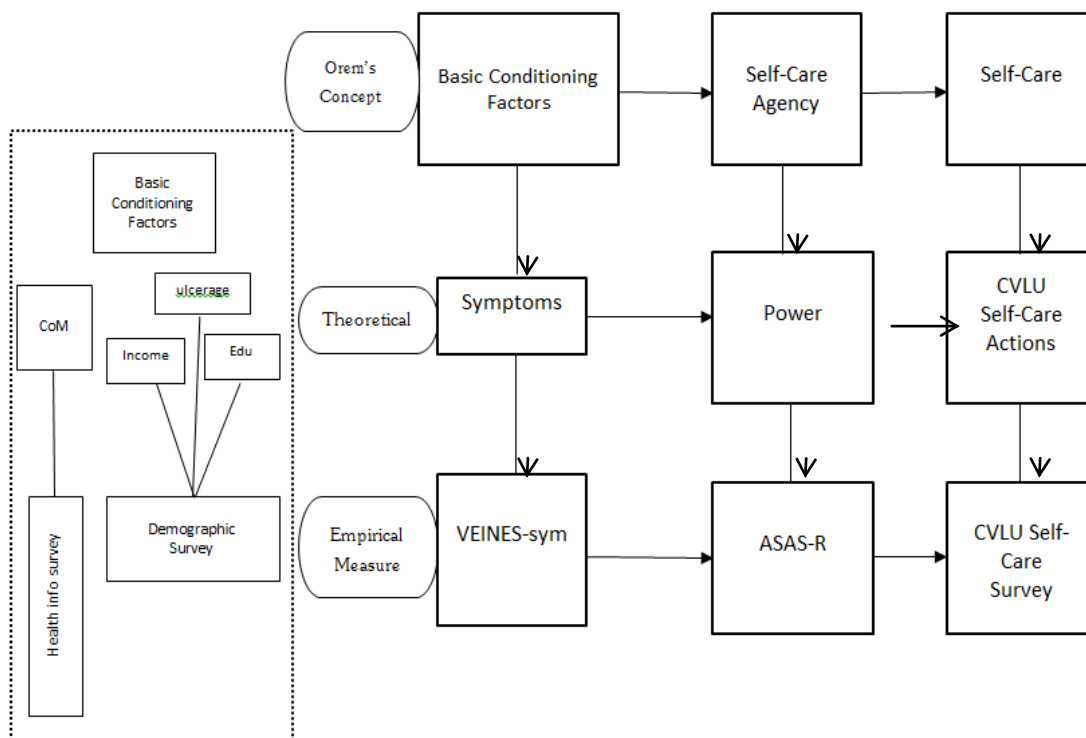 Orem's
Concept
Basic Conditioning
Factors
Self-Care
Agency
Self-Care
Basic
Conditioning
Factors
ulcerage
CoM
Income
Edu
Health info survey
Demographic
Survey
Theoretical
Symptoms
Power
CVLU
Self-Care
Actions
Empirical
Measure
VEINES-sym
ASAS-R
CVLU Self-
Care
Survey